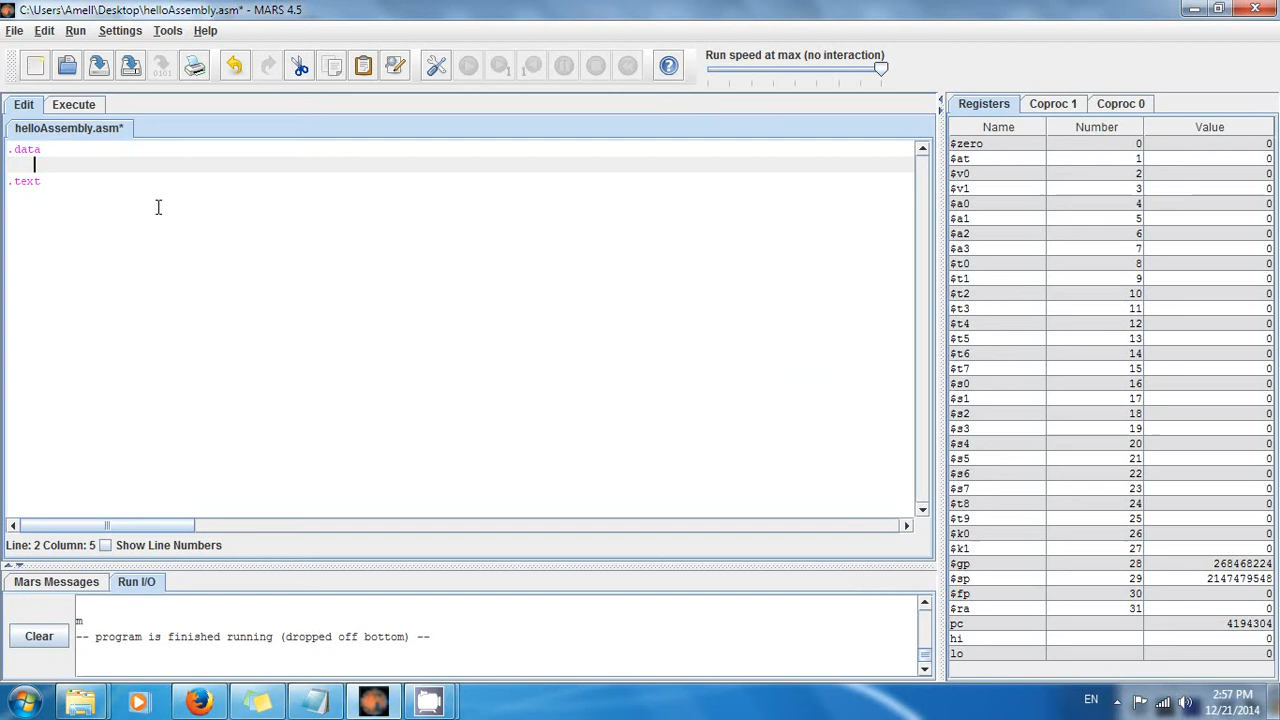 C:\Users\Amell\Desktop\helloAssembly.asm* - MARS 4.5
File Edit Run Settings Tools Help
Run speed at max (no interaction)
Edit Execute
helloAssembly.asm*
.data
.text
Line: 2 Column: 5 Show Line Numbers
Mars Messages Run I/O
Clear
m
-- program is finished running (dropped off bottom) --
Registers Coproc 1 Coproc 0
Name Number Value
$zero 0 0
$at 1 0
$v0 2 0
$v1 3 0
$a0 4 0
$a1 5 0
$a2 6 0
$a3 7 0
$t0 8 0
$t1 9 0
$t2 10 0
$t3 11 0
$t4 12 0
$t5 13 0
$t6 14 0
$t7 15 0
$s0 16 0
$s1 17 0
$s2 18 0
$s3 19 0
$s4 20 0
$s5 21 0
$s6 22 0
$s7 23 0
$t8 24 0
$t9 25 0
$k0 26 0
$k1 27 0
$gp 28 268468224
$sp 29 2147479548
$fp 30 0
$ra 31 0
pc 4194304
hi 0
lo 0
EN
2:57 PM
12/21/2014